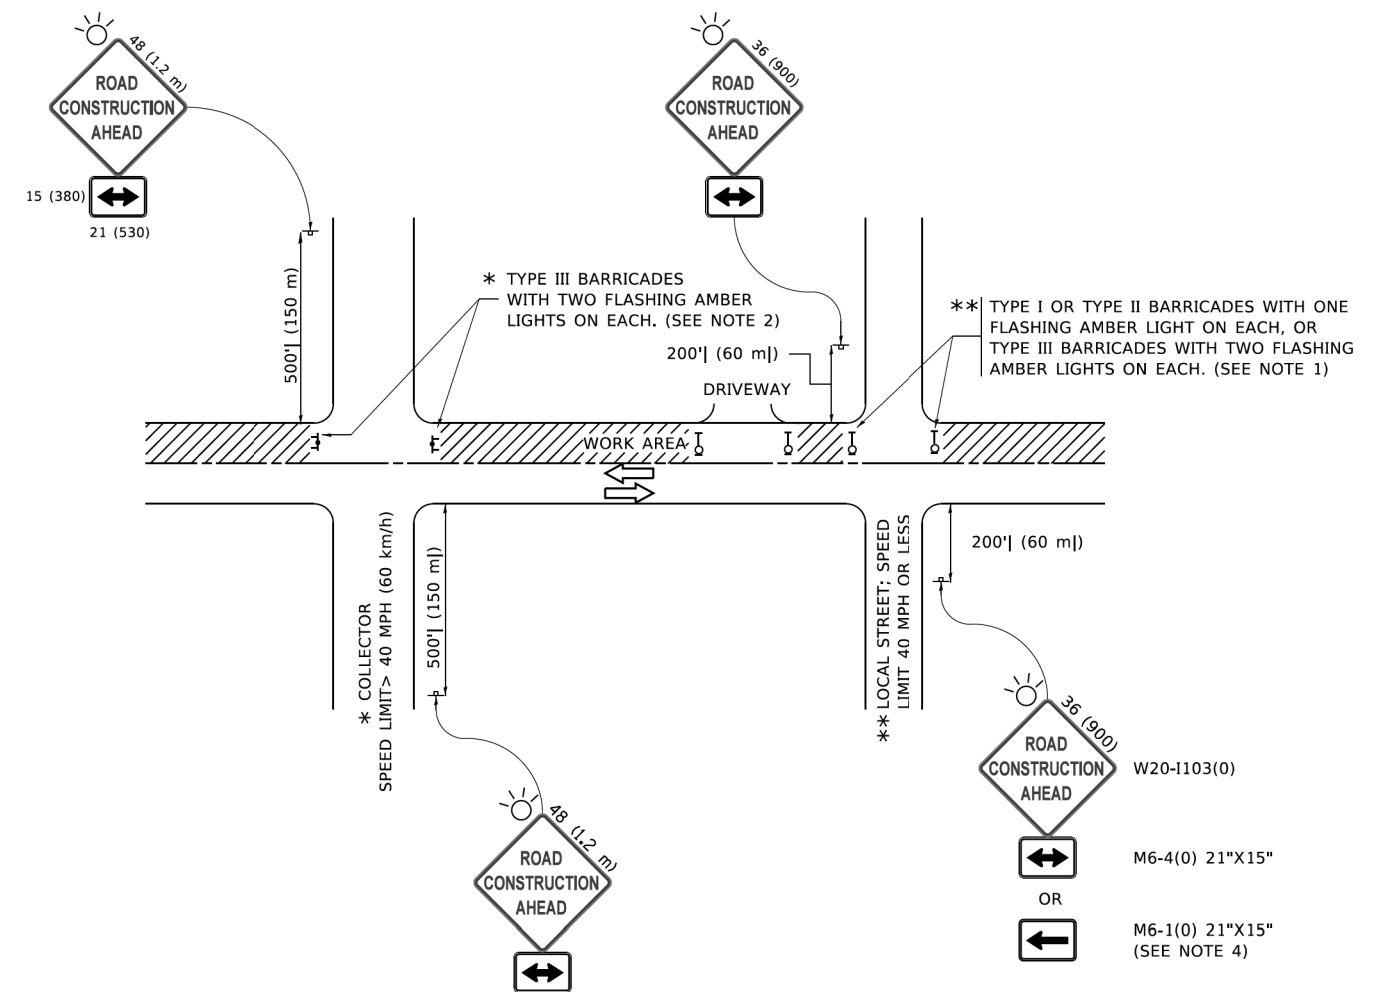 48 (1.2 m)
ROAD
CONSTRUCTION
AHEAD
15 (380)
21 (530)
36 (900)
ROAD
CONSTRUCTION
AHEAD
500'| (150 m)
* TYPE III BARRICADES
WITH TWO FLASHING AMBER
LIGHTS ON EACH. (SEE NOTE 2)
200'| (60 m|)
DRIVEWAY
** TYPE I OR TYPE II BARRICADES WITH ONE
FLASHING AMBER LIGHT ON EACH, OR
TYPE III BARRICADES WITH TWO FLASHING
AMBER LIGHTS ON EACH. (SEE NOTE 1)
WORK AREA
* COLLECTOR
SPEED LIMIT> 40 MPH (60 km/h)
500'| (150 m|)
** LOCAL STREET; SPEED
LIMIT 40 MPH OR LESS
200'| (60 m|)
48 (1.2 m)
ROAD
CONSTRUCTION
AHEAD
36 (900)
ROAD
CONSTRUCTION
AHEAD
W20-I103(0)
M6-4(0) 21"X15"
OR
M6-1(0) 21"X15"
(SEE NOTE 4)